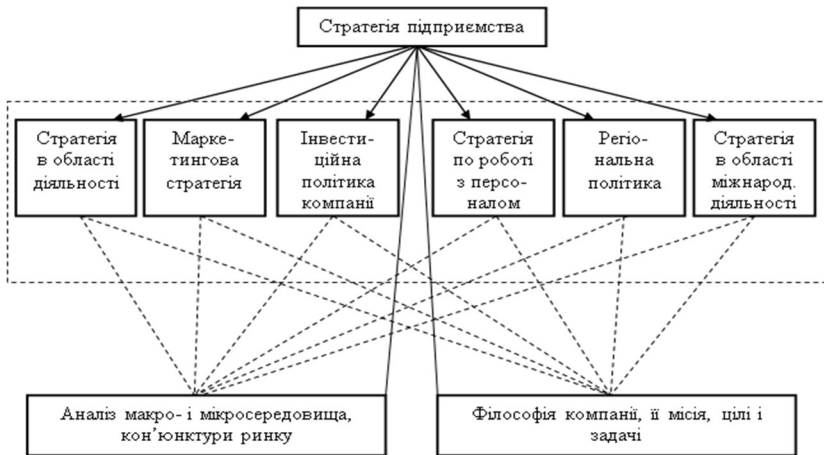 Стратегія підприємства
Стратегія
в області
діяльності
Марке-
тингова
стратегія
Інвести-
ційна
політика
компанії
Стратегія
по роботі
з персо-
налом
Регіо-
нальна
політика
Стратегія
в області
міжнарод.
діяльності
Аналіз макро- і мікросередовища,
кон’юнктури ринку
Філософія компанії, її місія, цілі і
задачі